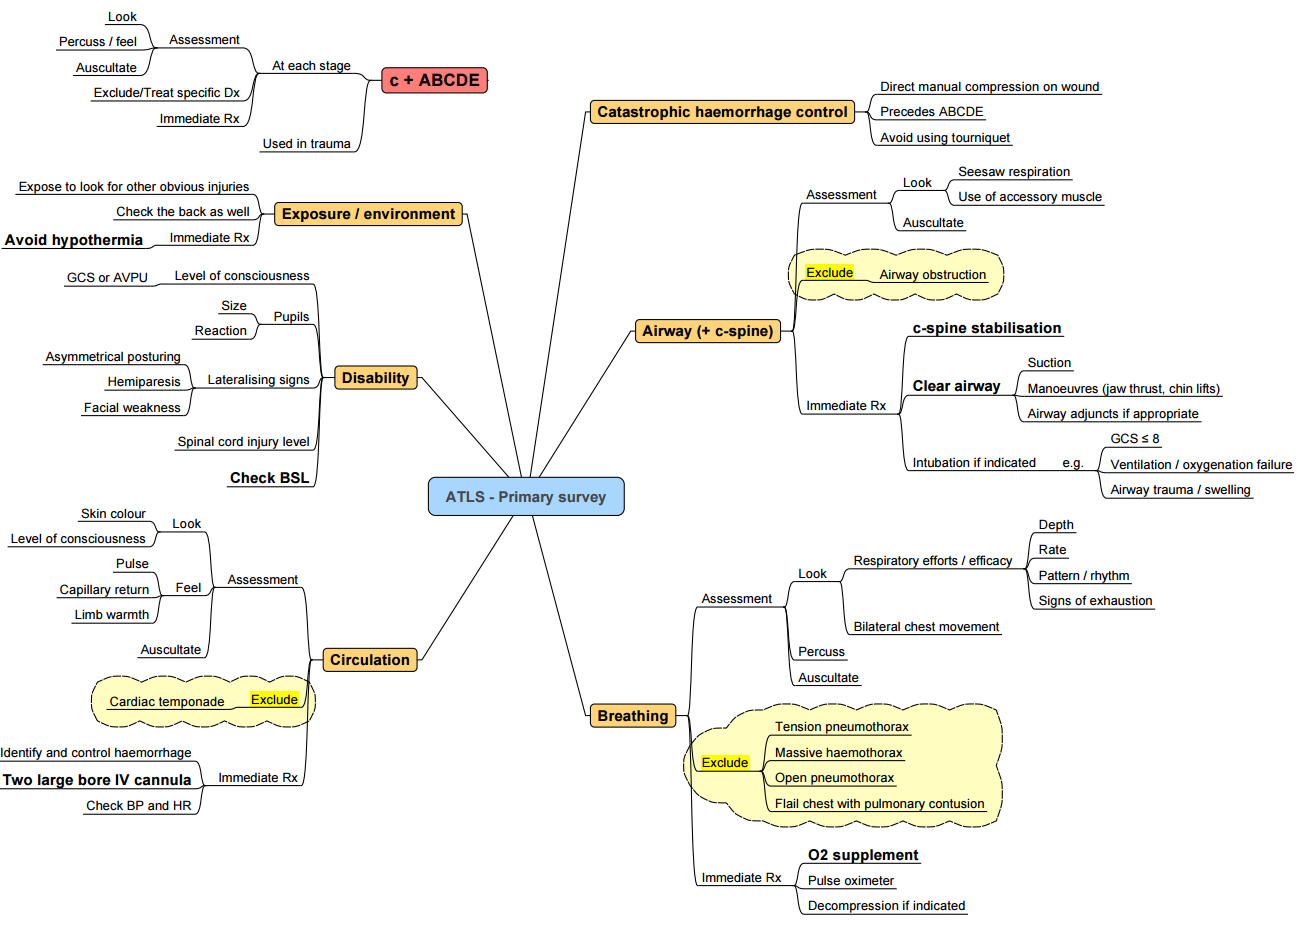 c + ABCDE
At each stage
Assessment
Look
Percuss / feel
Auscultate
Exclude/Treat specific Dx
Immediate Rx
Used in trauma
ATLS - Primary survey
Catastrophic haemorrhage control
Direct manual compression on wound
Precedes ABCDE
Avoid using tourniquet
Airway (+ c-spine)
Assessment
Look
Seesaw respiration
Use of accessory muscle
Auscultate
Exclude
Airway obstruction
Immediate Rx
c-spine stabilisation
Clear airway
Suction
Manoeuvres (jaw thrust, chin lifts)
Airway adjuncts if appropriate
Intubation if indicated
e.g.
GCS ≤ 8
Ventilation / oxygenation failure
Airway trauma / swelling
Breathing
Assessment
Look
Respiratory efforts / efficacy
Depth
Rate
Pattern / rhythm
Signs of exhaustion
Bilateral chest movement
Percuss
Auscultate
Exclude
Tension pneumothorax
Massive haemothorax
Open pneumothorax
Flail chest with pulmonary contusion
Immediate Rx
O2 supplement
Pulse oximeter
Decompression if indicated
Circulation
Assessment
Look
Skin colour
Level of consciousness
Feel
Pulse
Capillary return
Limb warmth
Auscultate
Exclude
Cardiac temponade
Immediate Rx
Identify and control haemorrhage
Two large bore IV cannula
Check BP and HR
Disability
Level of consciousness
GCS or AVPU
Pupils
Size
Reaction
Lateralising signs
Asymmetrical posturing
Hemiparesis
Facial weakness
Spinal cord injury level
Check BSL
Exposure / environment
Expose to look for other obvious injuries
Check the back as well
Immediate Rx
Avoid hypothermia